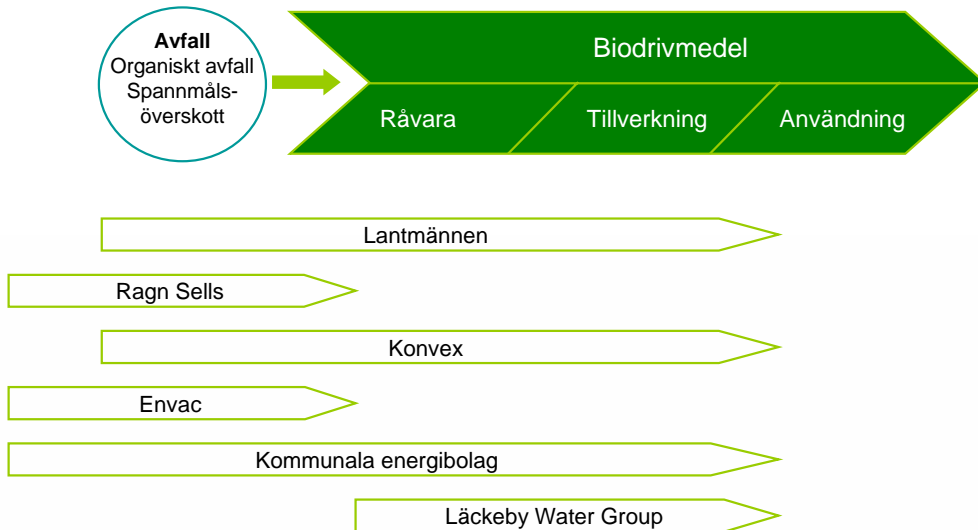 Avfall
Organiskt avfall
Spannmåls-
överskott
Biodrivmedel
Råvara
Tillverkning
Användning
Lantmännen
Ragn Sells
Konvex
Envac
Kommunala energibolag
Läckeby Water Group